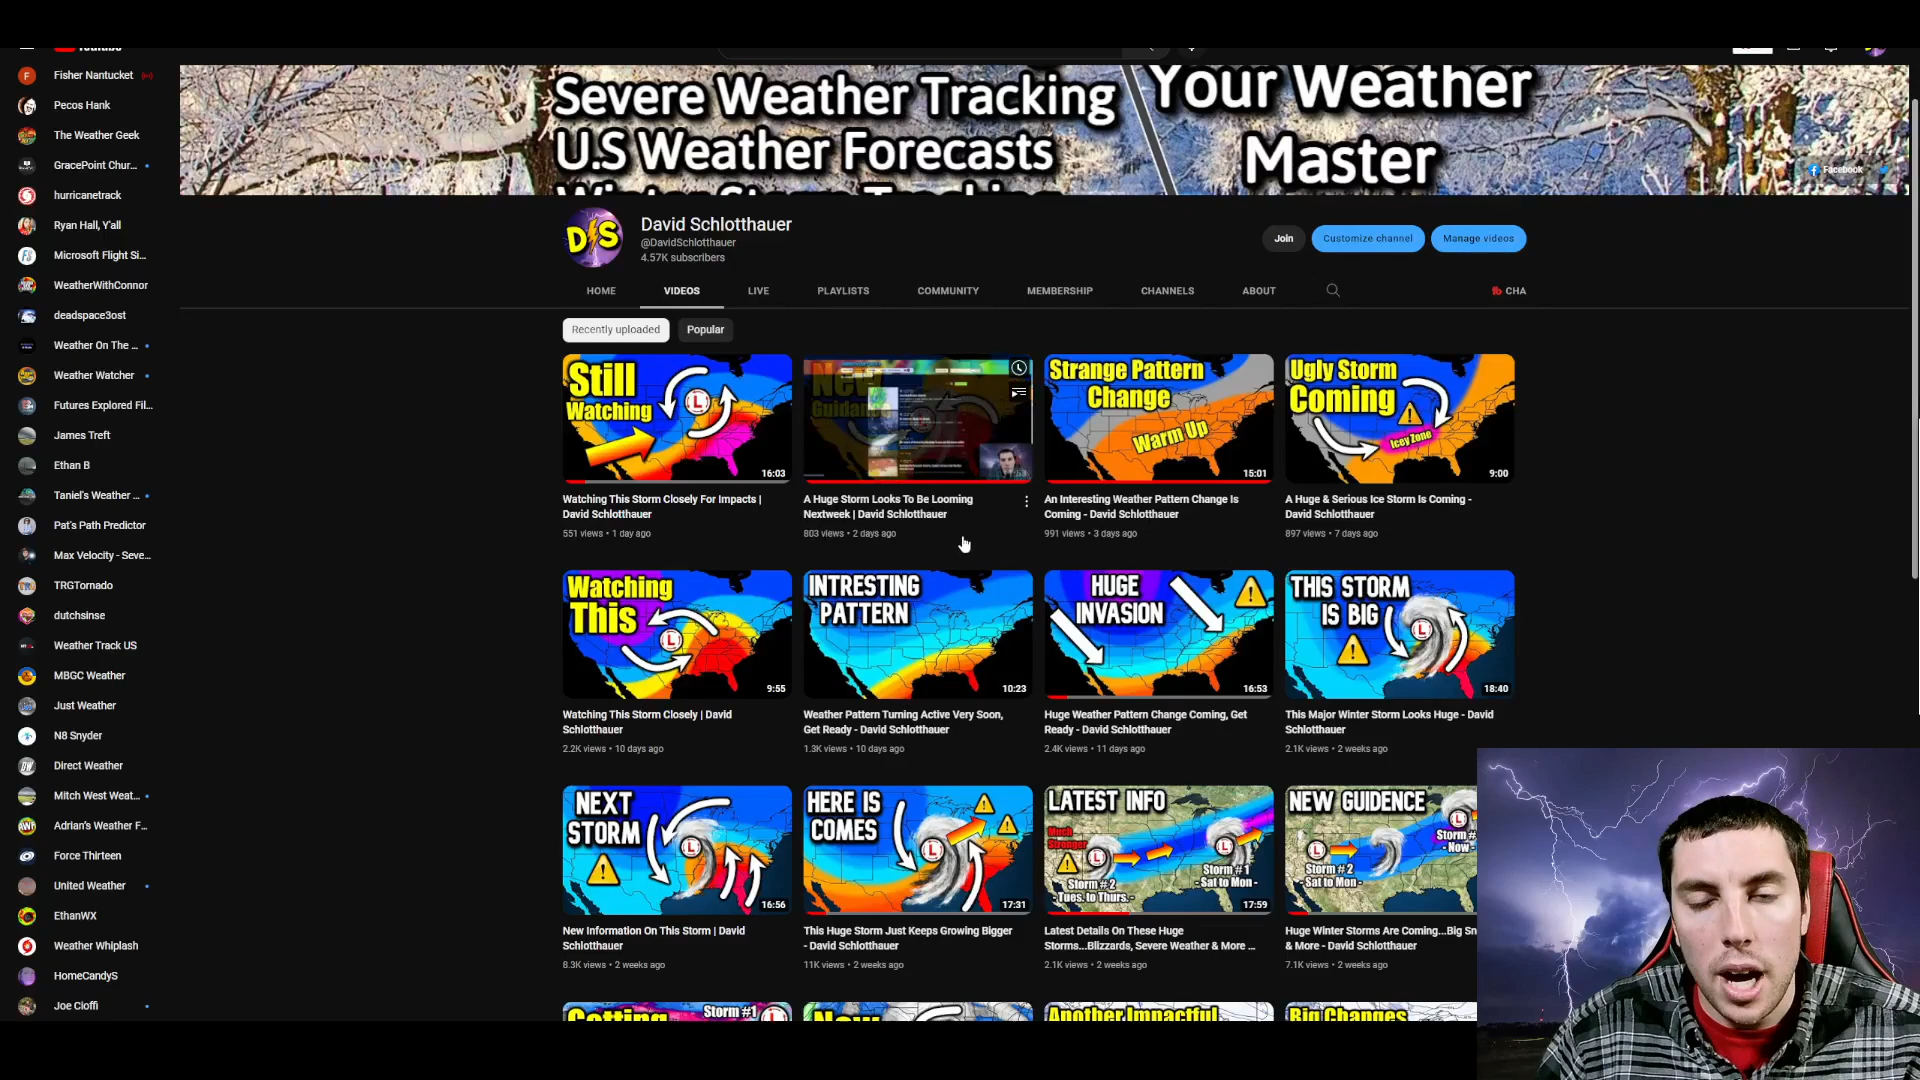 Severe Weather Tracking
U.S Weather Forecasts
Your Weather
Master
Facebook
Fisher Nantucket
Pecos Hank
The Weather Geek
GracePoint Chur...
hurricanetrack
Ryan Hall, Y'all
Microsoft Flight Si...
WeatherWithConnor
deadspace3ost
Weather On The ...
Weather Watcher
Futures Explored Fil...
James Treft
Ethan B
Taniel's Weather ...
Pat's Path Predictor
Max Velocity - Seve...
TRGTornado
dutchsinse
Weather Track US
MBGC Weather
Just Weather
N8 Snyder
Direct Weather
Mitch West Weat...
Adrian's Weather F...
Force Thirteen
United Weather
EthanWX
Weather Whiplash
HomeCandyS
Joe Cioffi
D S
David Schlotthauer
@DavidSchlotthauer
4.57K subscribers
Join
Customize channel
Manage videos
HOME
VIDEOS
LIVE
PLAYLISTS
COMMUNITY
MEMBERSHIP
CHANNELS
ABOUT
CHA
Recently uploaded
Popular
Still
Watching
L
16:03
Watching This Storm Closely For Impacts |
David Schlotthauer
551 views • 1 day ago
New
Guidance
A Huge Storm Looks To Be Looming
Nextweek | David Schlotthauer
803 views • 2 days ago
Strange Pattern
Change
Warm Up
15:01
An Interesting Weather Pattern Change Is
Coming - David Schlotthauer
991 views • 3 days ago
Ugly Storm
Coming
Icey Zone
9:00
A Huge & Serious Ice Storm Is Coming -
David Schlotthauer
897 views • 7 days ago
Watching
This
L
9:55
Watching This Storm Closely | David
Schlotthauer
2.2K views • 10 days ago
INTRESTING
PATTERN
10:23
Weather Pattern Turning Active Very Soon,
Get Ready - David Schlotthauer
1.3K views • 10 days ago
HUGE
INVASION
16:53
Huge Weather Pattern Change Coming, Get
Ready - David Schlotthauer
2.4K views • 11 days ago
THIS STORM
IS BIG
L
18:40
This Major Winter Storm Looks Huge - David
Schlotthauer
2.1K views • 2 weeks ago
NEXT
STORM
L
16:56
New Information On This Storm | David
Schlotthauer
8.3K views • 2 weeks ago
HERE IS
COMES
L
17:31
This Huge Storm Just Keeps Growing Bigger
- David Schlotthauer
11K views • 2 weeks ago
LATEST INFO
Much
Stronger
L
L
Storm #2
- Tues. to Thurs. -
Storm #1
- Sat to Mon -
17:59
Latest Details On These Huge
Storms...Blizzards, Severe Weather & More ...
2.1K views • 2 weeks ago
NEW GUIDENCE
L
L
Storm #
- Now -
Storm #2
- Sat to Mon -
Huge Winter Storms Are Coming...Big Sn
& More - David Schlotthauer
7.1K views • 2 weeks ago
Storm #1
Another Impactful
Big Changes